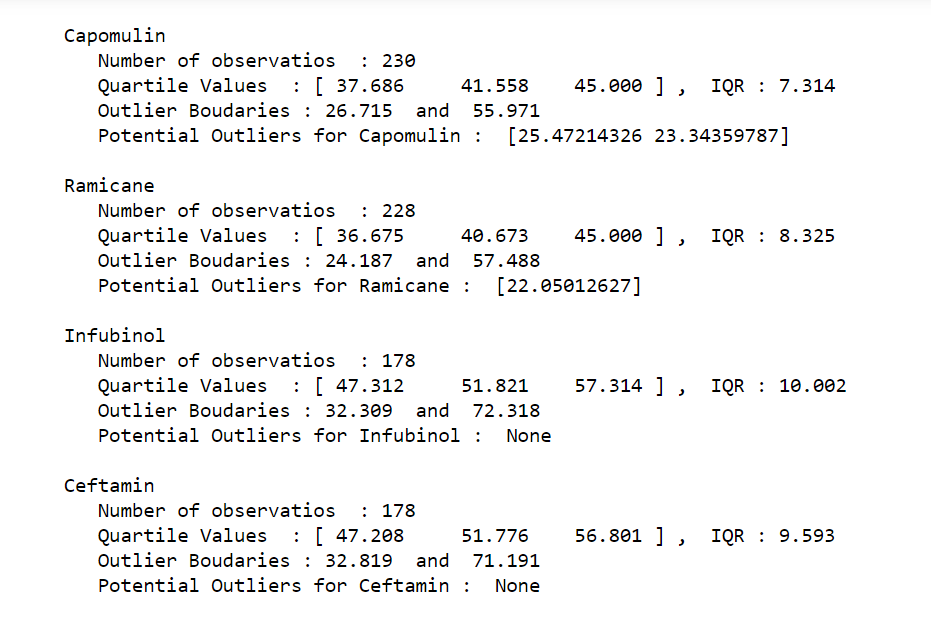 Capomulin
Number of observatios : 230
Quartile Values : [ 37.686 41.558 45.000 ] , IQR : 7.314
Outlier Boudaries : 26.715 and 55.971
Potential Outliers for Capomulin : [25.47214326 23.34359787]
Ramicane
Number of observatios : 228
Quartile Values : [ 36.675 40.673 45.000 ] , IQR : 8.325
Outlier Boudaries : 24.187 and 57.488
Potential Outliers for Ramicane : [22.05012627]
Infubinol
Number of observatios : 178
Quartile Values : [ 47.312 51.821 57.314 ] , IQR : 10.002
Outlier Boudaries : 32.309 and 72.318
Potential Outliers for Infubinol : None
Ceftamin
Number of observatios : 178
Quartile Values : [ 47.208 51.776 56.801 ] , IQR : 9.593
Outlier Boudaries : 32.819 and 71.191
Potential Outliers for Ceftamin : None